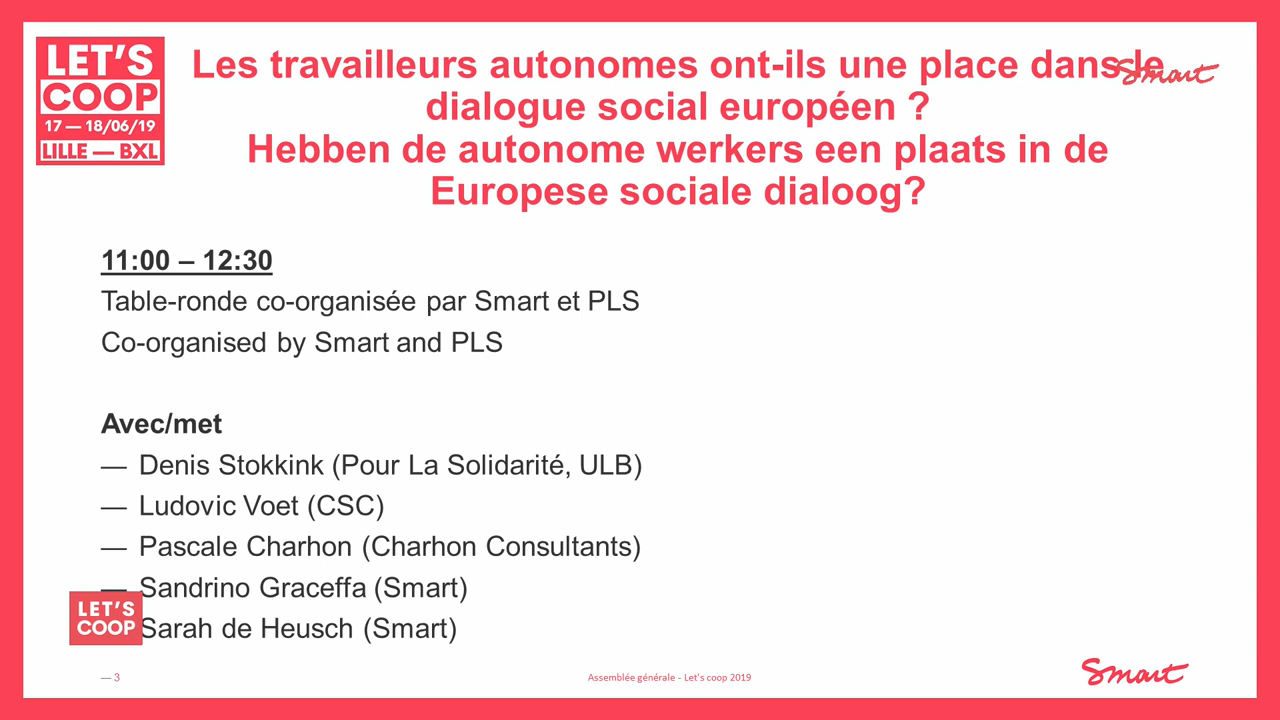 LET'S
COOP
17 — 18/06/19
LILLE — BXL
Les travailleurs autonomes ont-ils une place dans le
Smart
dialogue social européen ?
Hebben de autonome werkers een plaats in de
Europese sociale dialoog?
11:00 – 12:30
Table-ronde co-organisée par Smart et PLS
Co-organised by Smart and PLS
Avec/met
— Denis Stokkink (Pour La Solidarité, ULB)
— Ludovic Voet (CSC)
— Pascale Charhon (Charhon Consultants)
— Sandrino Graceffa (Smart)
Sarah de Heusch (Smart)
LET'S
COOP
— 3
Assemblée générale - Let's coop 2019
Smart